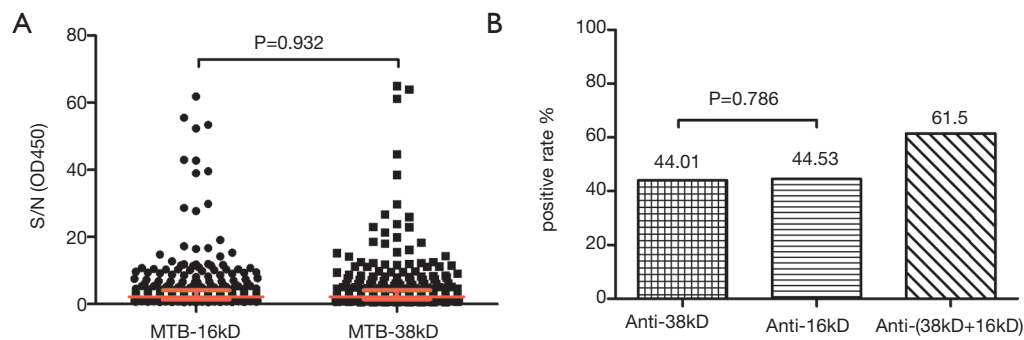 A
S/N (OD450)
80
60
40
20
0
P=0.932
MTB-16kD
MTB-38kD
B
positive rate %
100
80
60
40
20
0
P=0.786
44.01
44.53
61.5
Anti-38kD
Anti-16kD
Anti-(38kD+16kD)